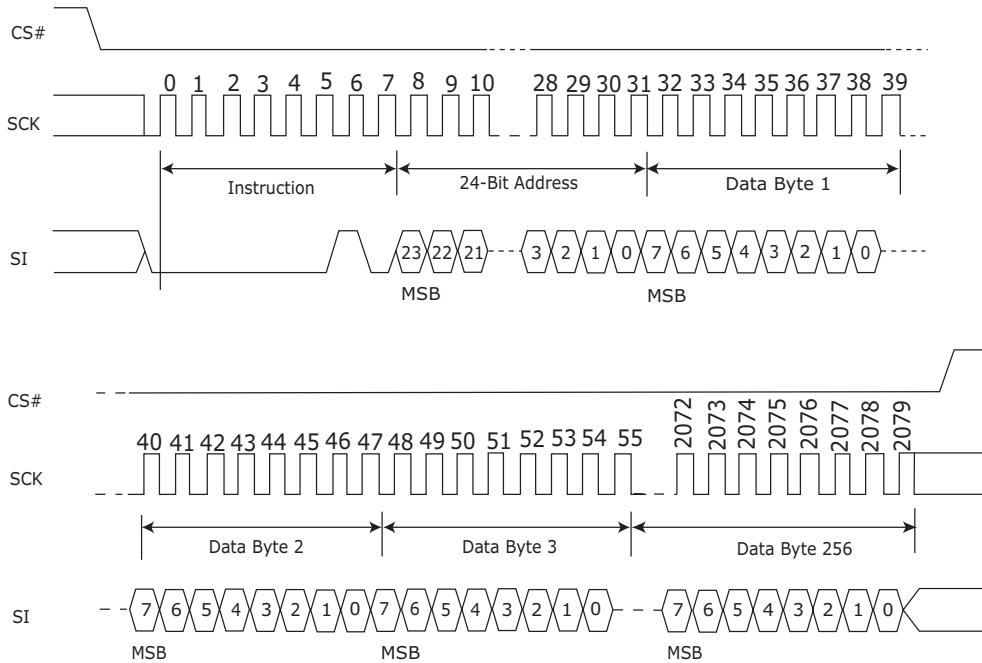 CS#
0 1 2 3 4 5 6 7 8 9 10 28 29 30 31 32 33 34 35 36 37 38 39
SCK
Instruction 24-Bit Address Data Byte 1
SI 23 22 21 3 2 1 0 7 6 5 4 3 2 1 0
MSB MSB
CS#
2072 2073 2074 2075 2076 2077 2078 2079
40 41 42 43 44 45 46 47 48 49 50 51 52 53 54 55
SCK
Data Byte 2 Data Byte 3 Data Byte 256
SI 7 6 5 4 3 2 1 0 7 6 5 4 3 2 1 0 7 6 5 4 3 2 1 0
MSB MSB MSB